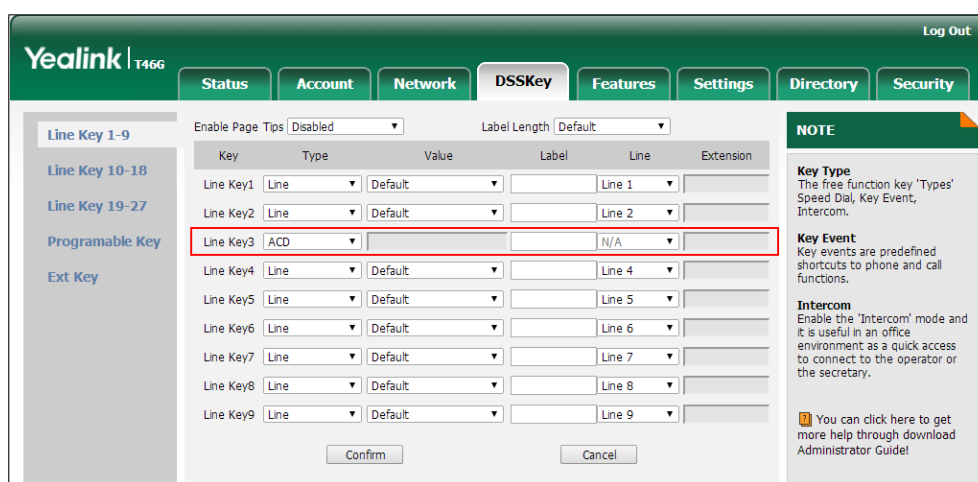 Log Out
Yealink T46G
Status Account Network DSSKey Features Settings Directory Security
Line Key 1-9
Line Key 10-18
Line Key 19-27
Programable Key
Ext Key
Enable Page Tips Disabled Label Length Default
Key Type Value Label Line Extension
Line Key1 Line Default Line 1
Line Key2 Line Default Line 2
Line Key3 ACD N/A
Line Key4 Line Default Line 4
Line Key5 Line Default Line 5
Line Key6 Line Default Line 6
Line Key7 Line Default Line 7
Line Key8 Line Default Line 8
Line Key9 Line Default Line 9
Confirm Cancel
NOTE
Key Type
The free function key 'Types'
Speed Dial, Key Event,
Intercom.
Key Event
Key events are predefined
shortcuts to phone and call
functions.
Intercom
Enable the 'Intercom' mode and
it is useful in an office
environment as a quick access
to connect to the operator or
the secretary.
You can click here to get
more help through download
Administrator Guide!